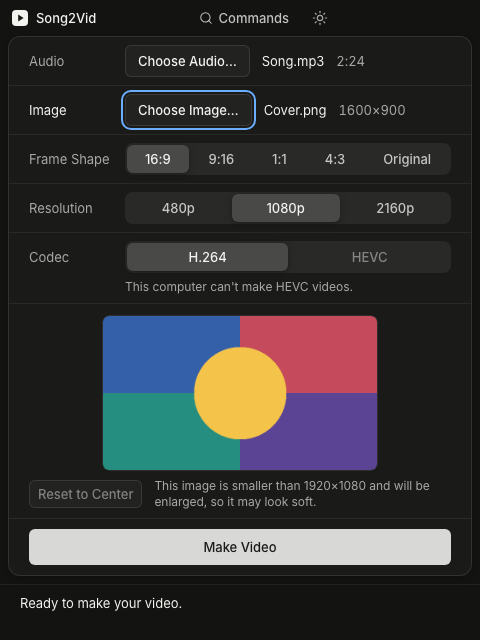 Song2Vid Commands
Audio Choose Audio... Song.mp3 2:24
Image Choose Image... Cover.png 1600×900
Frame Shape 16:9 9:16 1:1 4:3 Original
Resolution 480p 1080p 2160p
Codec H.264 HEVC
This computer can't make HEVC videos.
Reset to Center
This image is smaller than 1920×1080 and will be
enlarged, so it may look soft.
Make Video
Ready to make your video.